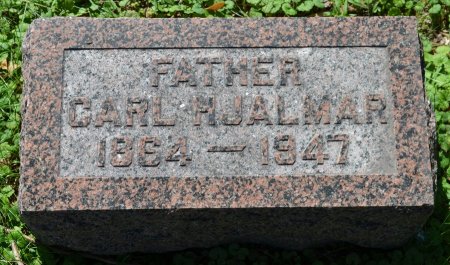 FATHER
CARL HJALMAR
1864 — 1947